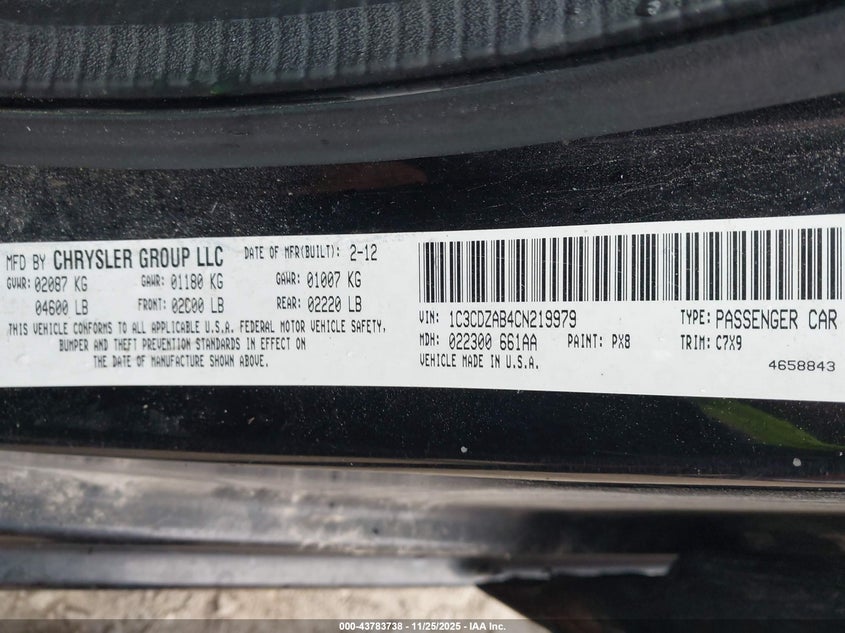 MFD BY CHRYSLER GROUP LLC DATE OF MFR(BUILT): 2-12
GVWR: 02087 KG GAWR: 01180 KG GAWR: 01007 KG
04600 LB FRONT: 02600 LB REAR: 02220 LB
THIS VEHICLE CONFORMS TO ALL APPLICABLE U.S.A. FEDERAL MOTOR VEHICLE SAFETY,
BUMPER AND THEFT PREVENTION STANDARDS IN EFFECT ON
THE DATE OF MANUFACTURE SHOWN ABOVE.
VIN: 1C3CDZAB4CN219979 TYPE: PASSENGER CAR
MDH: 022300 661AA PAINT: PX8 TRIM: C7X9
VEHICLE MADE IN U.S.A.
4658843
000-43783738 - 11/25/2025 - IAA Inc.